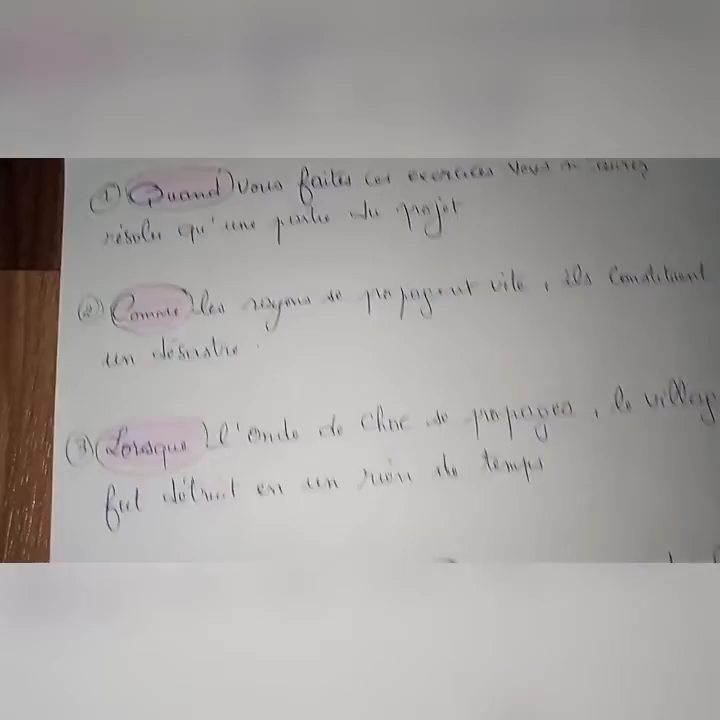 ① (Quand) vous faites ces exercices vous n'aurez
résolu qu'une partie du projet
② (Comme) les rayons se propagent vite, ils constituent
un désastre.
③ (Lorsque) l'onde de choc se propagea, le village
fut détruit en un rien de temps